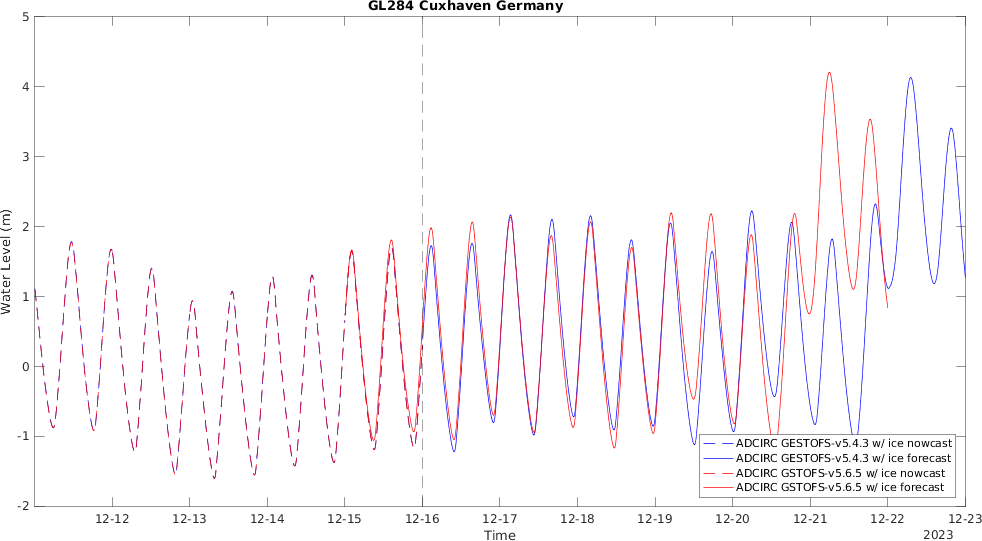 GL284 Cuxhaven Germany
5
4
3
2
1
0
-1
-2
Water Level (m)
ADCIRC GESTOFS-v5.4.3 w/ ice nowcast
ADCIRC GESTOFS-v5.4.3 w/ ice forecast
ADCIRC GSTOFS-v5.6.5 w/ ice nowcast
ADCIRC GSTOFS-v5.6.5 w/ ice forecast
12-12 12-13 12-14 12-15 12-16 12-17 12-18 12-19 12-20 12-21 12-22 12-23
Time
2023